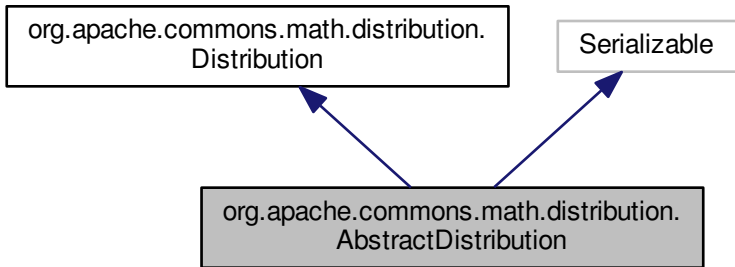 org.apache.commons.math.distribution.
Distribution
Serializable
org.apache.commons.math.distribution.
AbstractDistribution